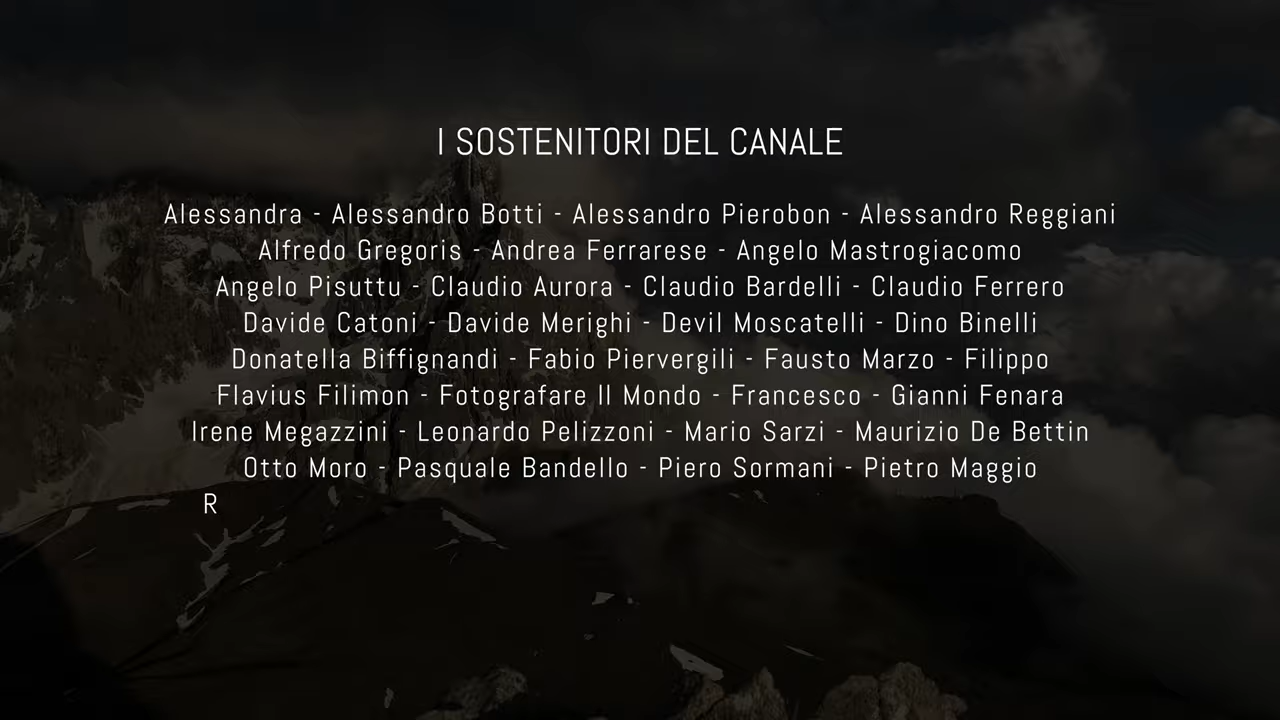 I SOSTENITORI DEL CANALE
Alessandra - Alessandro Botti - Alessandro Pierobon - Alessandro Reggiani
Alfredo Gregoris - Andrea Ferrarese - Angelo Mastrogiacomo
Angelo Pisuttu - Claudio Aurora - Claudio Bardelli - Claudio Ferrero
Davide Catoni - Davide Merighi - Devil Moscatelli - Dino Binelli
Donatella Biffignandi - Fabio Piervergili - Fausto Marzo - Filippo
Flavius Filimon - Fotografare Il Mondo - Francesco - Gianni Fenara
Irene Megazzini - Leonardo Pelizzoni - Mario Sarzi - Maurizio De Bettin
Otto Moro - Pasquale Bandello - Piero Sormani - Pietro Maggio
R